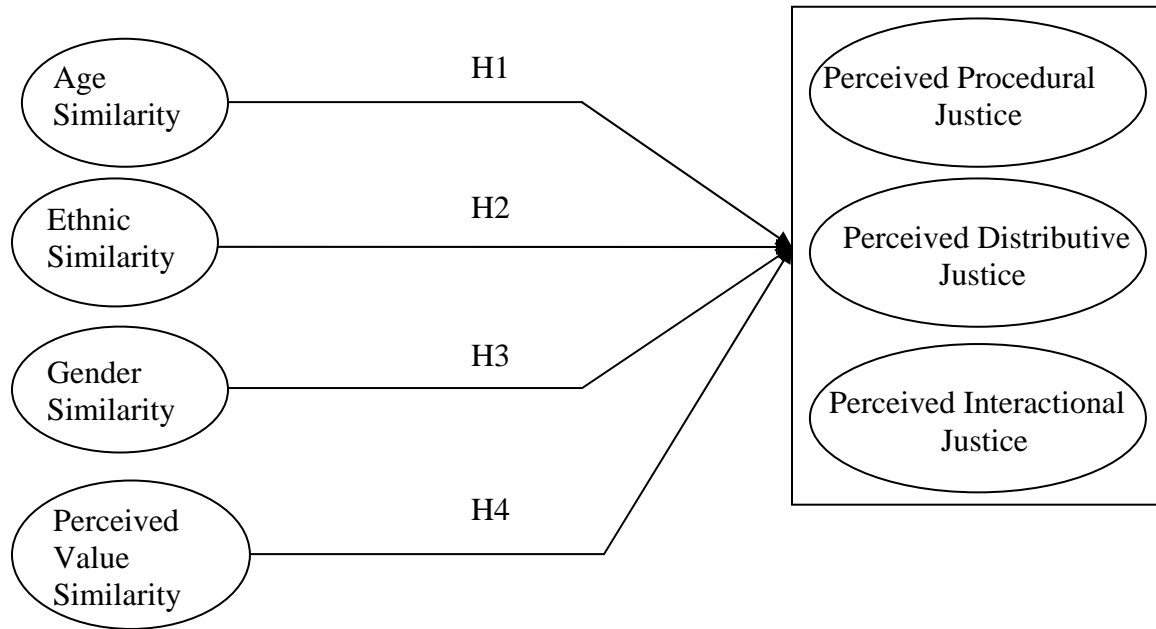 Age
Similarity
H1
Ethnic
Similarity
H2
Gender
Similarity
H3
Perceived
Value
Similarity
H4
Perceived Procedural
Justice
Perceived Distributive
Justice
Perceived Interactional
Justice